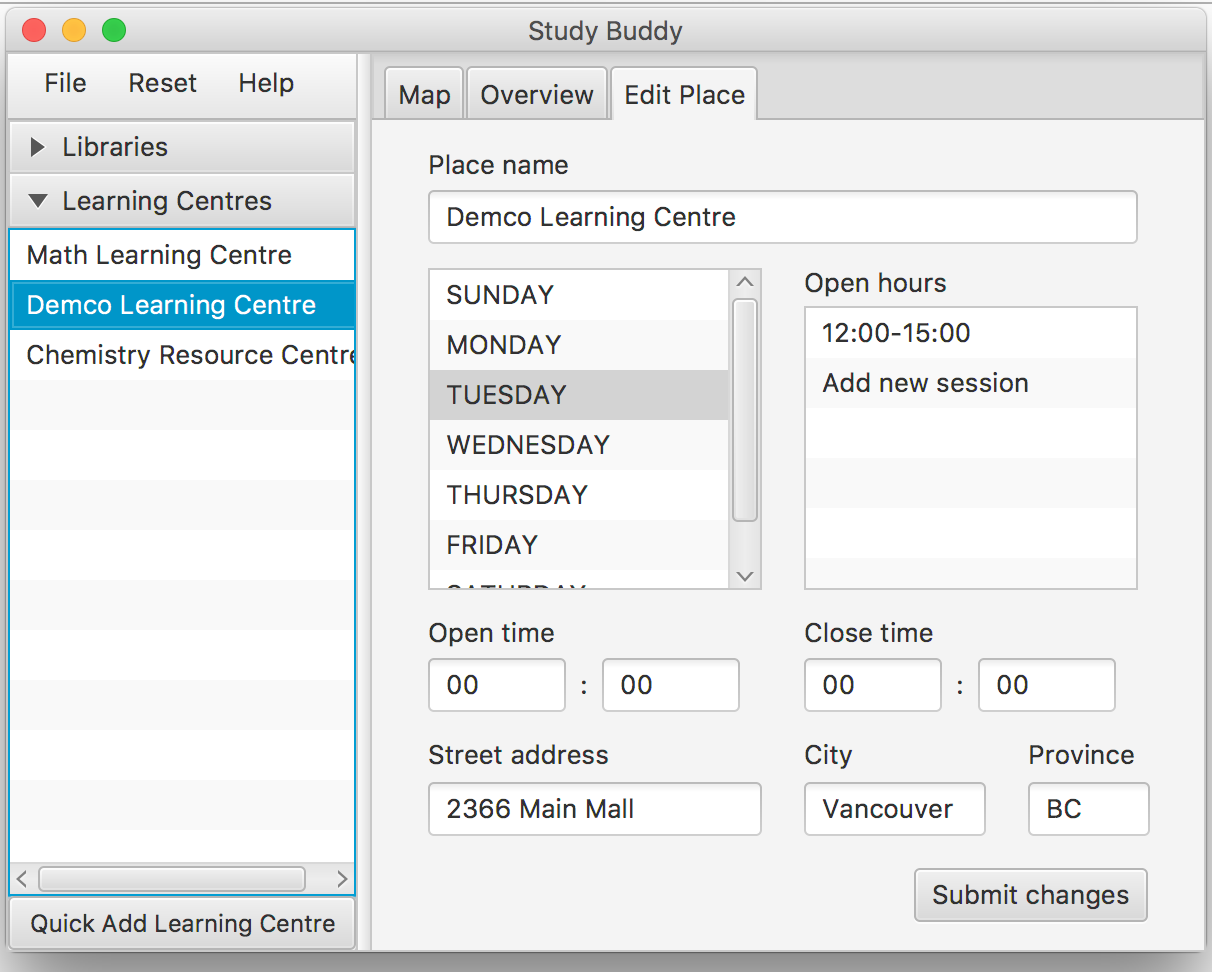 Study Buddy
File Reset Help
Libraries
Learning Centres
Math Learning Centre
Demco Learning Centre
Chemistry Resource Centre
Quick Add Learning Centre
Map Overview Edit Place
Place name
Demco Learning Centre
SUNDAY
MONDAY
TUESDAY
WEDNESDAY
THURSDAY
FRIDAY
SATURDAY
Open hours
12:00-15:00
Add new session
Open time
00 : 00
Close time
00 : 00
Street address
2366 Main Mall
City
Vancouver
Province
BC
Submit changes